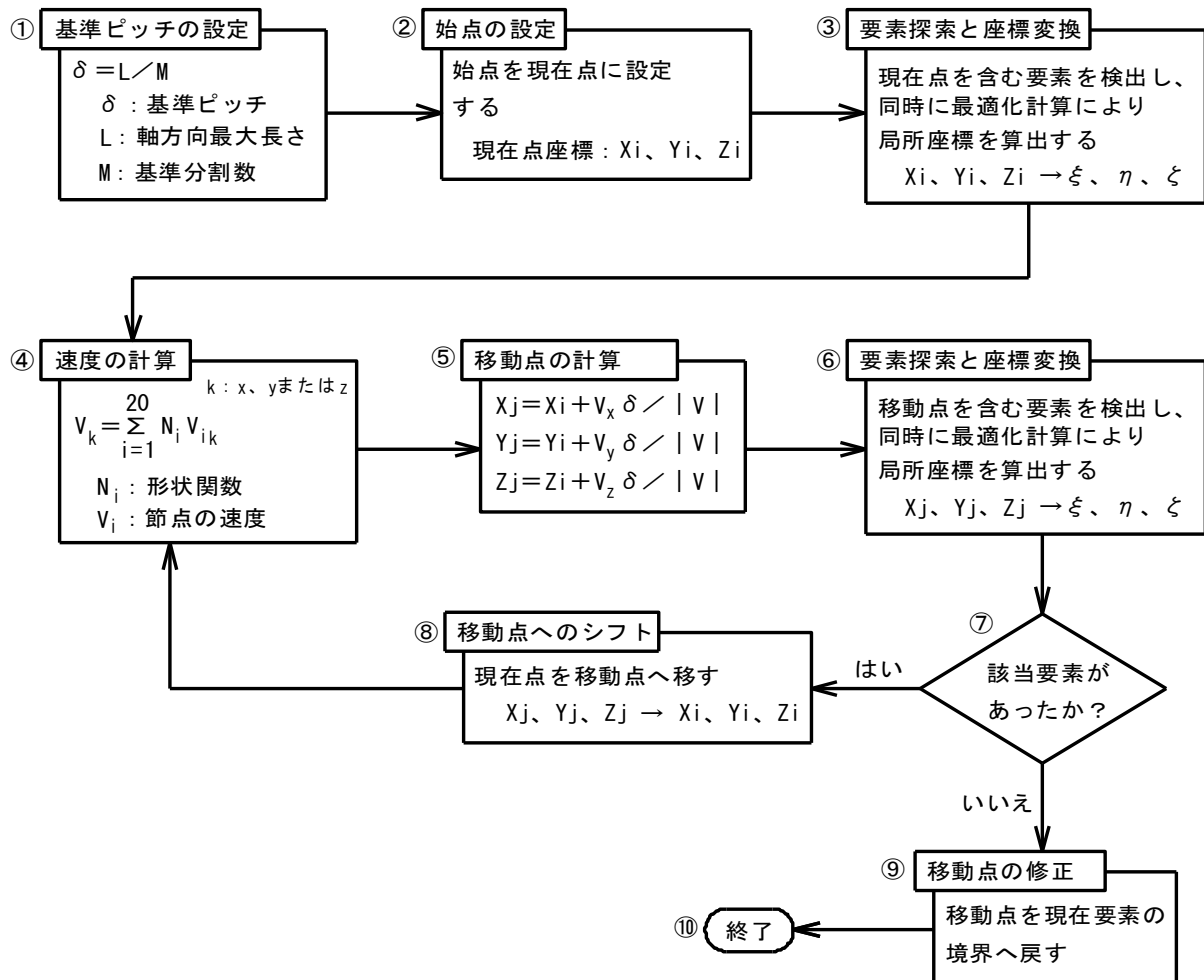 ① 基準ピッチの設定
δ＝L／M
δ：基準ピッチ
L：軸方向最大長さ
M：基準分割数
② 始点の設定
始点を現在点に設定
する
現在点座標：Xi、Yi、Zi
③ 要素探索と座標変換
現在点を含む要素を検出し、
同時に最適化計算により
局所座標を算出する
Xi、Yi、Zi →ξ、η、ζ
④ 速度の計算
k：x、yまたはz
V_k＝Σ_{i=1}^{20} N_i V_{ik}
N_i：形状関数
V_i：節点の速度
⑤ 移動点の計算
Xj＝Xi＋V_x δ／｜V｜
Yj＝Yi＋V_y δ／｜V｜
Zj＝Zi＋V_z δ／｜V｜
⑥ 要素探索と座標変換
移動点を含む要素を検出し、
同時に最適化計算により
局所座標を算出する
Xj、Yj、Zj →ξ、η、ζ
⑦
該当要素が
あったか？
はい
いいえ
⑧ 移動点へのシフト
現在点を移動点へ移す
Xj、Yj、Zj → Xi、Yi、Zi
⑨ 移動点の修正
移動点を現在要素の
境界へ戻す
⑩ 終了